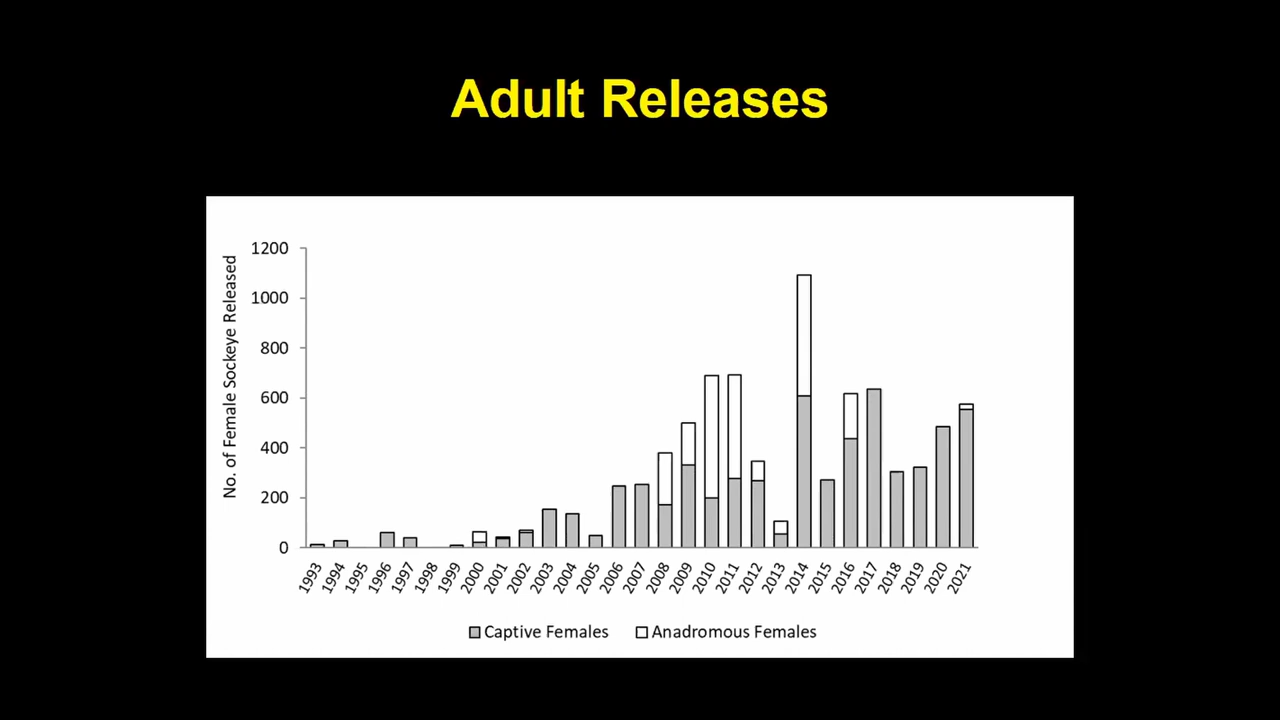 Adult Releases
No. of Female Sockeye Released
1200
1000
800
600
400
200
0
1993 1994 1995 1996 1997 1998 1999 2000 2001 2002 2003 2004 2005 2006 2007 2008 2009 2010 2011 2012 2013 2014 2015 2016 2017 2018 2019 2020 2021
Captive Females Anadromous Females